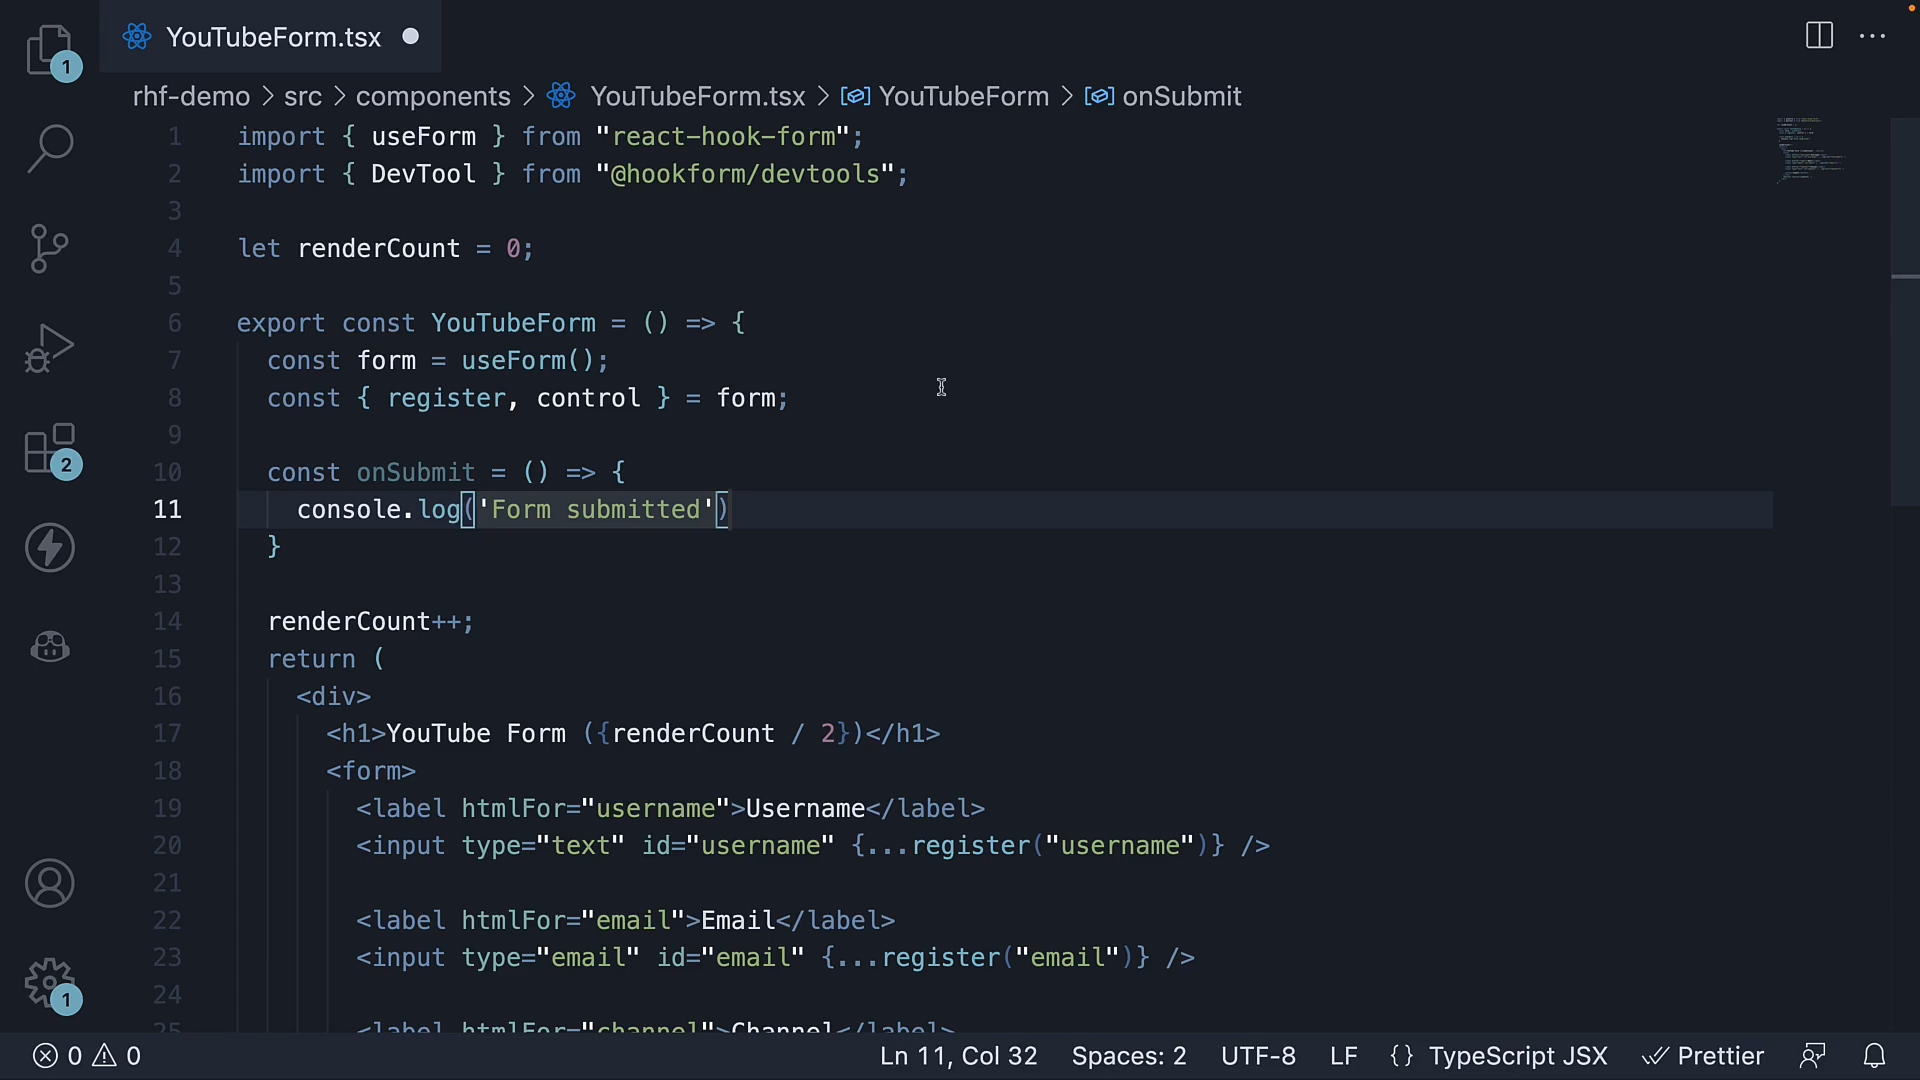 YouTubeForm.tsx
rhf-demo > src > components > YouTubeForm.tsx > YouTubeForm > onSubmit
1 import { useForm } from "react-hook-form";
2 import { DevTool } from "@hookform/devtools";
3
4 let renderCount = 0;
5
6 export const YouTubeForm = () => {
7 const form = useForm();
8 const { register, control } = form;
9
10 const onSubmit = () => {
11 console.log('Form submitted')
12 }
13
14 renderCount++;
15 return (
16 <div>
17 <h1>YouTube Form ({renderCount / 2})</h1>
18 <form>
19 <label htmlFor="username">Username</label>
20 <input type="text" id="username" {...register("username")} />
21
22 <label htmlFor="email">Email</label>
23 <input type="email" id="email" {...register("email")} />
24
25 <label htmlFor="channel">Channel</label>
1
2
1
0 0 Ln 11, Col 32 Spaces: 2 UTF-8 LF {} TypeScript JSX Prettier